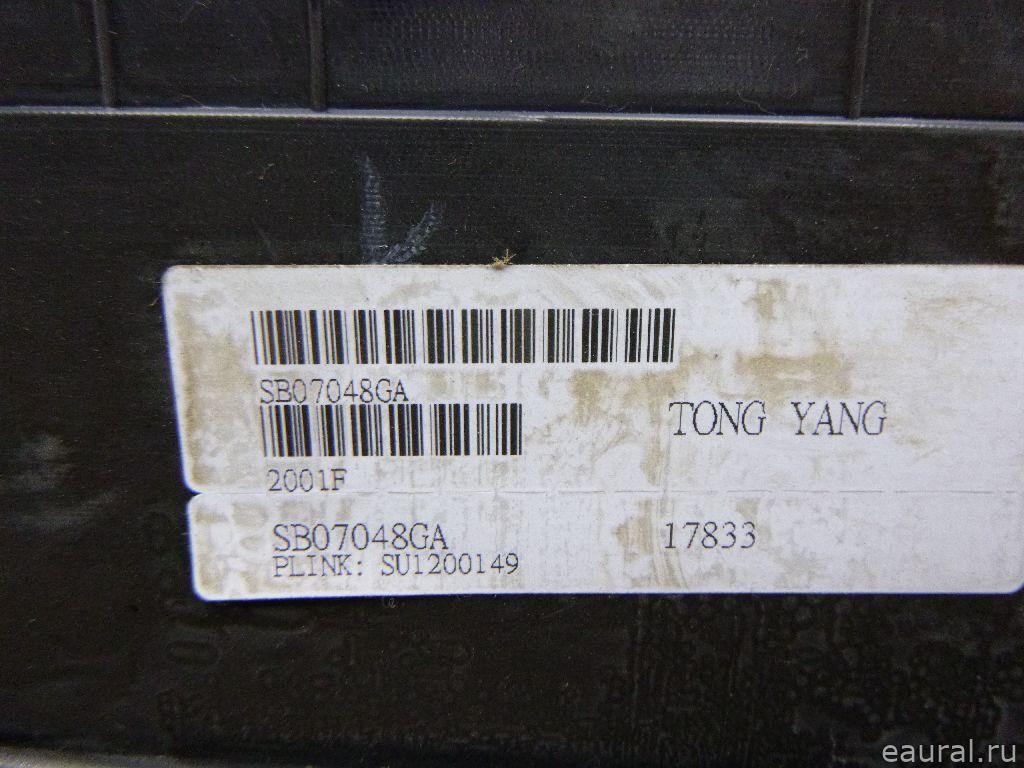 SB07048GA
TONG YANG
2001F
SB07048GA 17833
PLINK: SU1200149
eaural.ru